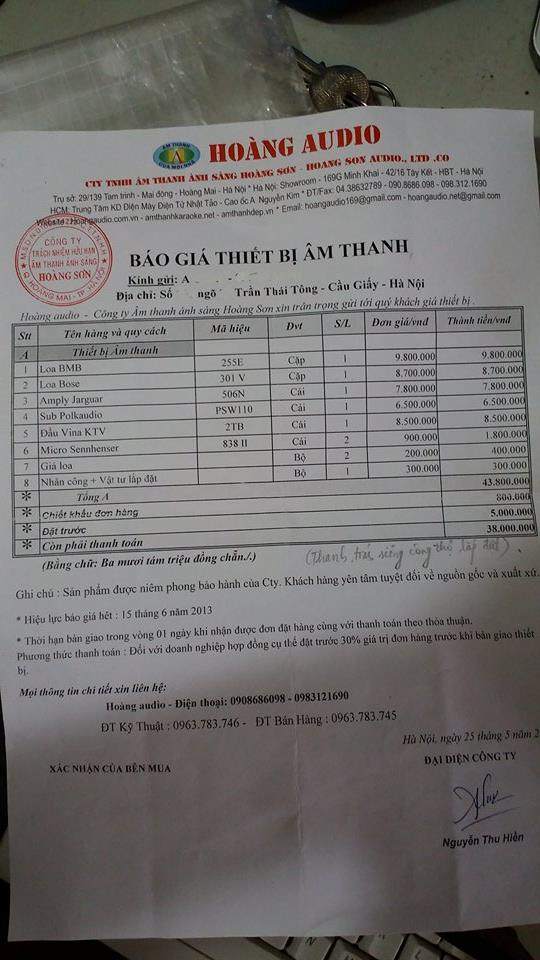 ÂM THANH
CỦA MỌI NHÀ
HOÀNG AUDIO
CTY TNHH ÂM THANH ÁNH SÁNG HOÀNG SƠN - HOANG SON AUDIO., LTD .CO
Trụ sở: 29/139 Tam trinh - Mai động - Hoàng Mai - Hà Nội * Hà Nội: Showroom - 169G Minh Khai - 42/16 Tây Kết - HBT - Hà Nội
HCM: Trung Tâm KD Điện Máy Điện Tử Nhật Tảo - Cao ốc A. Nguyễn Kim * ĐT/Fax: 04.38632789 - 090.8686.098 - 098.312.1690
Website: Hoangaudio.com.vn - amthanhkaraoke.net - amthanhdep.vn * Email: hoangaudio169@gmail.com - hoangaudio.net@gmail.com
CÔNG TY
TRÁCH NHIỆM HỮU HẠN
ÂM THANH ÁNH SÁNG
HOÀNG SƠN
Q. HOÀNG MAI - TP. HÀ NỘI
BÁO GIÁ THIẾT BỊ ÂM THANH
Kính gửi: A
Địa chỉ: Số ngõ Trần Thái Tông - Cầu Giấy - Hà Nội
Hoàng audio - Công ty Âm thanh ánh sáng Hoàng Sơn xin trân trọng gửi tới quý khách giá thiết bị .
Stt Tên hàng và quy cách Mã hiệu Đvt S/L Đơn giá/vnđ Thành tiền/vnđ
A Thiết bị Âm thanh
1 Loa BMB 255E Cặp 1 9.800.000 9.800.000
2 Loa Bose 301 V Cặp 1 8.700.000 8.700.000
3 Amply Jarguar 506N Cái 1 7.800.000 7.800.000
4 Sub Polkaudio PSW110 Cái 1 6.500.000 6.500.000
5 Đầu Vina KTV 2TB Cái 1 8.500.000 8.500.000
6 Micro Sennhenser 838 II Cái 2 900.000 1.800.000
7 Giá loa Bộ 2 200.000 400.000
8 Nhân công + Vật tư lắp đặt Bộ 1 300.000 300.000
* Tổng A 43.800.000
* Chiết khấu đơn hàng 800.000
* Đặt trước 5.000.000
* Còn phải thanh toán 38.000.000
(Bằng chữ: Ba mươi tám triệu đồng chẵn./.)
(Thanh toán riêng công thợ lắp đặt).
Ghi chú : Sản phẩm được niêm phong bảo hành của Cty. Khách hàng yên tâm tuyệt đối về nguồn gốc và xuất xứ.
* Hiệu lực báo giá hết : 15 tháng 6 năm 2013
* Thời hạn bàn giao trong vòng 01 ngày khi nhận được đơn đặt hàng cùng với thanh toán theo thỏa thuận.
Phương thức thanh toán : Đối với doanh nghiệp hợp đồng cụ thể đặt trước 30% giá trị đơn hàng trước khi bàn giao thiết
bị.
Mọi thông tin chi tiết xin liên hệ:
Hoàng audio - Điện thoại: 0908686098 - 0983121690
ĐT Kỹ Thuật : 0963.783.746 - ĐT Bán Hàng : 0963.783.745
Hà Nội, ngày 25 tháng 5 năm 2
XÁC NHẬN CỦA BÊN MUA
ĐẠI DIỆN CÔNG TY
Nguyễn Thu Hiền